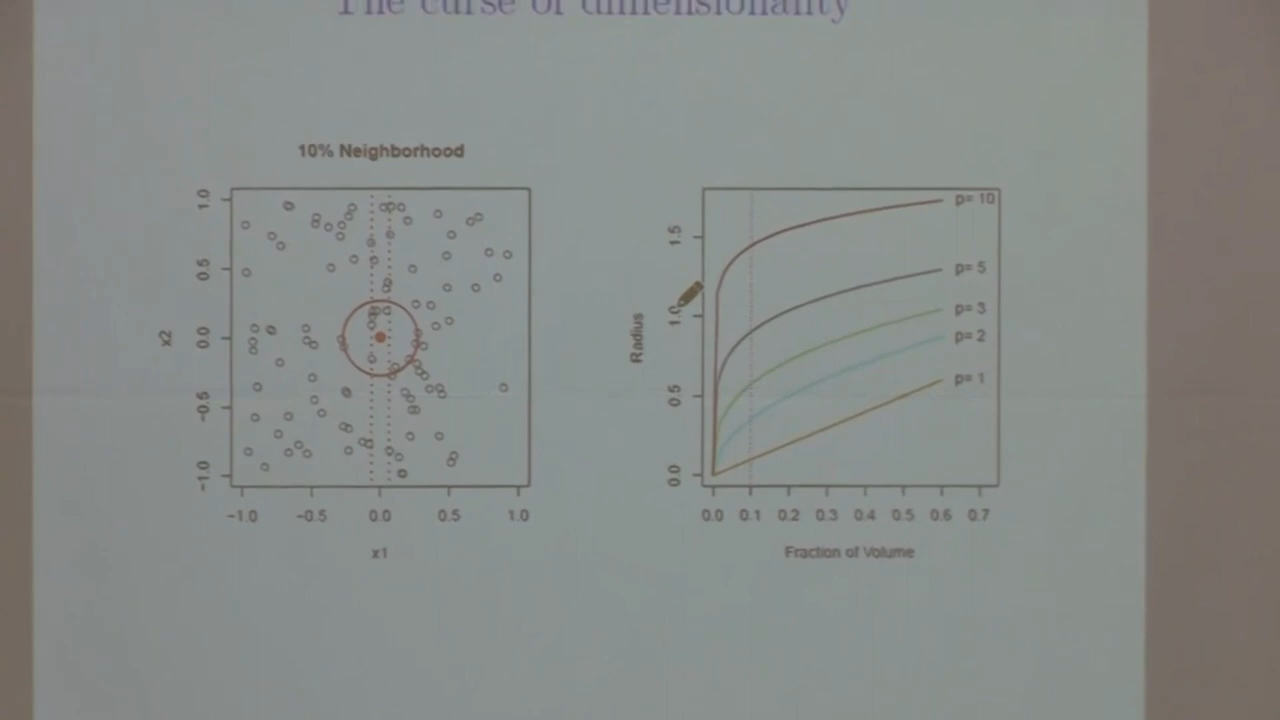 The curse of dimensionality
10% Neighborhood
1.0
0.5
0.0
−0.5
−1.0
x2
−1.0 −0.5 0.0 0.5 1.0
x1
1.5
1.0
0.5
0.0
Radius
p= 10
p= 5
p= 3
p= 2
p= 1
0.0 0.1 0.2 0.3 0.4 0.5 0.6 0.7
Fraction of Volume